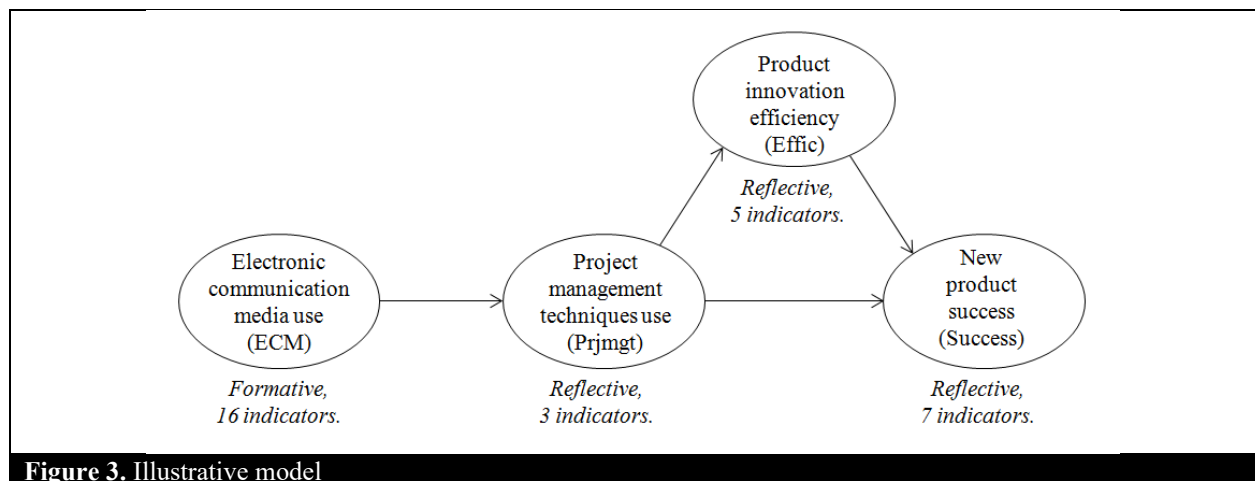 Product
innovation
efficiency
(Effic)
Reflective,
5 indicators.
Electronic
communication
media use
(ECM)
Formative,
16 indicators.
Project
management
techniques use
(Prjmgt)
Reflective,
3 indicators.
New
product
success
(Success)
Reflective,
7 indicators.
Figure 3. Illustrative model